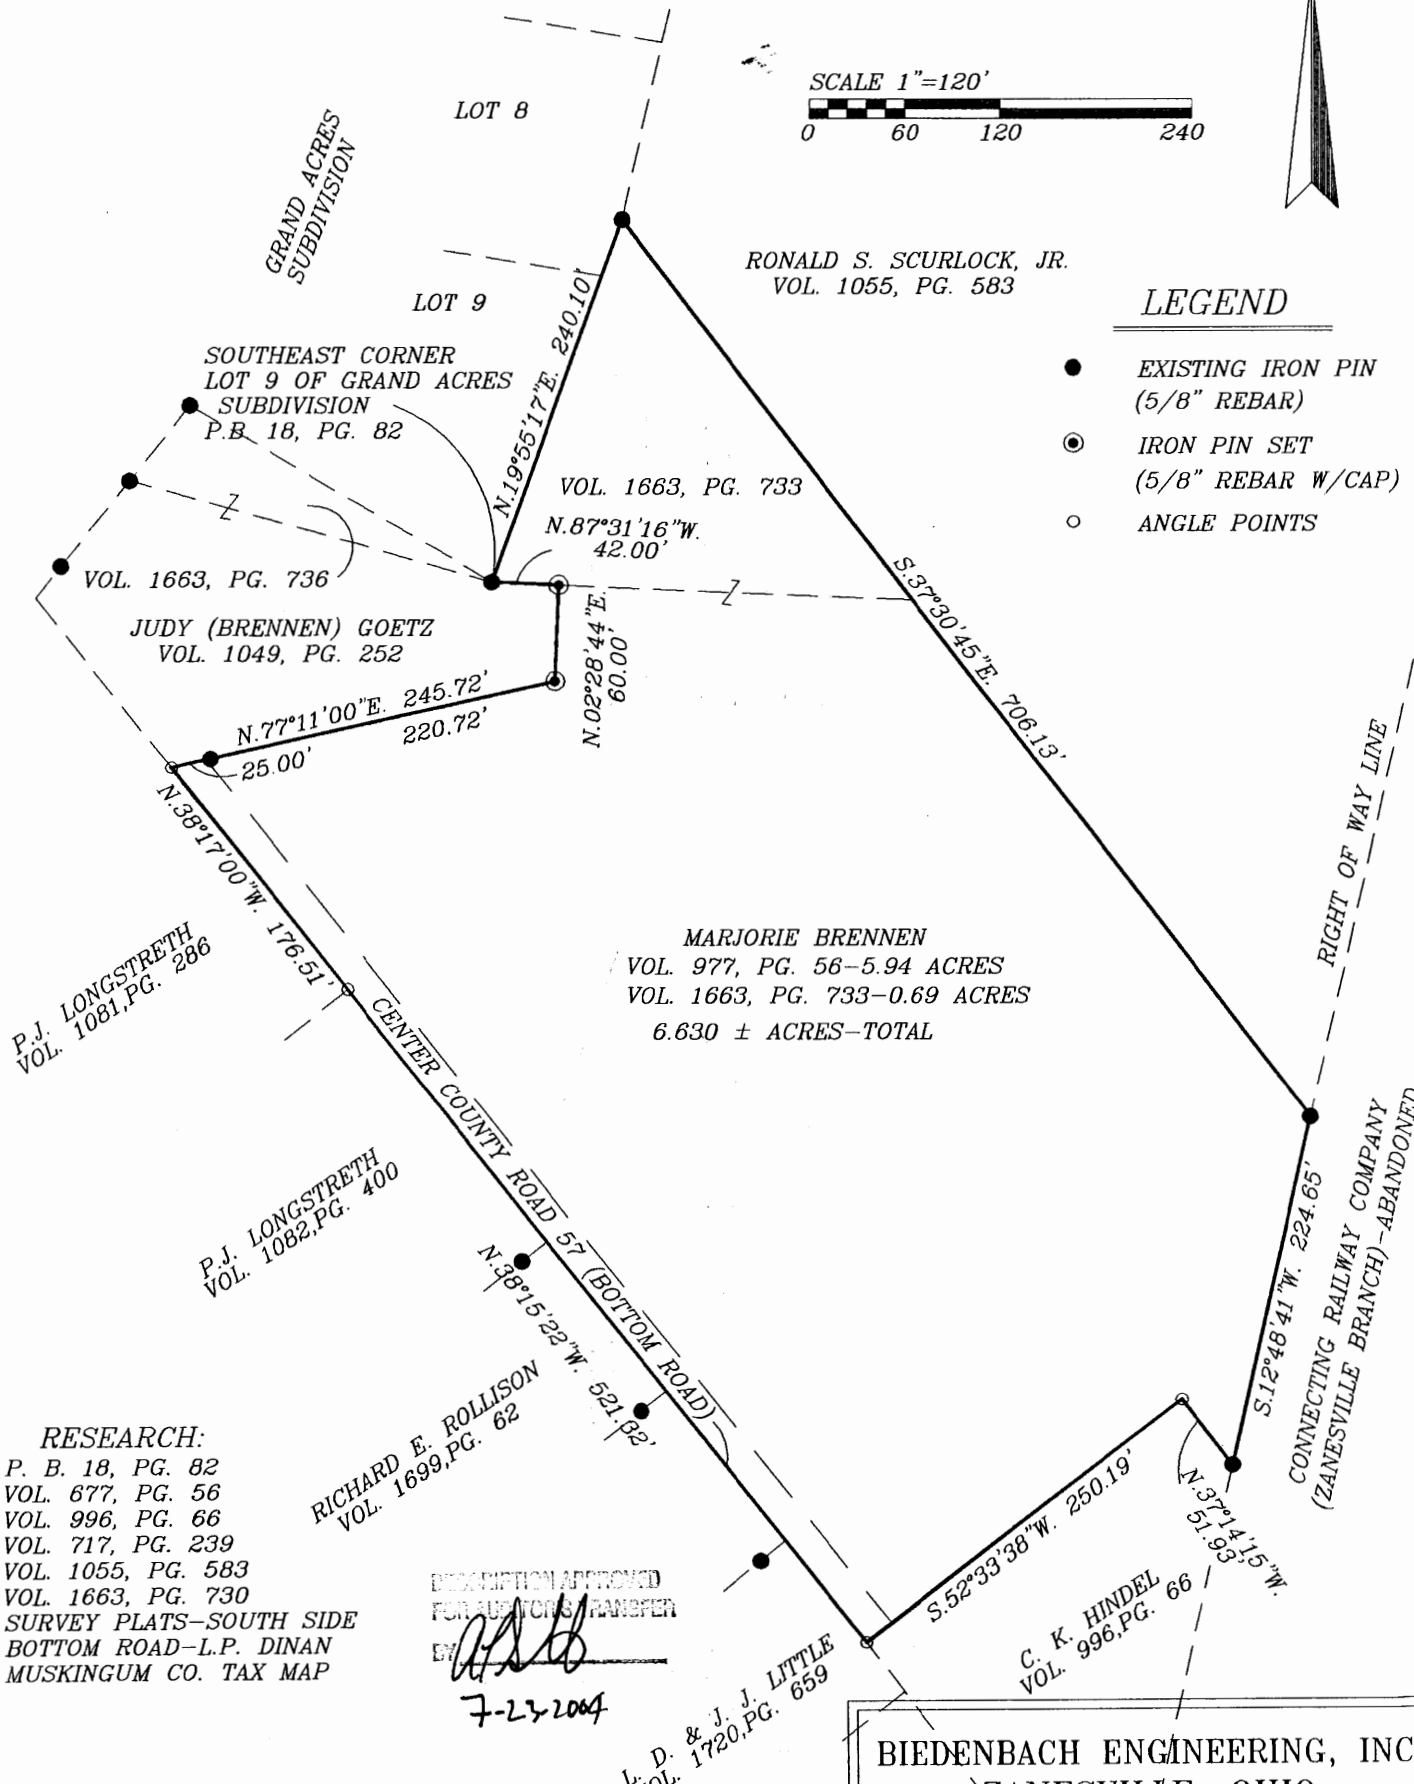 SCALE 1"=120'
0 60 120 240
LOT 8
GRAND ACRES
SUBDIVISION
RONALD S. SCURLOCK, JR.
VOL. 1055, PG. 583
LEGEND
EXISTING IRON PIN
(5/8" REBAR)
IRON PIN SET
(5/8" REBAR W/CAP)
ANGLE POINTS
LOT 9
SOUTHEAST CORNER
LOT 9 OF GRAND ACRES
SUBDIVISION
P.B. 18, PG. 82
N.19°55'17"E. 240.10'
VOL. 1663, PG. 733
N.87°31'16"W.
42.00'
VOL. 1663, PG. 736
JUDY (BRENNEN) GOETZ
VOL. 1049, PG. 252
N.02°28'44"E.
60.00'
S.37°30'45"E. 706.13'
N.77°11'00"E. 245.72'
220.72'
25.00'
N.38°17'00"W. 176.51'
RIGHT OF WAY LINE
P.J. LONGSTRETH
VOL. 1081,PG. 286
MARJORIE BRENNEN
VOL. 977, PG. 56-5.94 ACRES
VOL. 1663, PG. 733-0.69 ACRES
6.630 ± ACRES-TOTAL
CENTER COUNTY ROAD 57 (BOTTOM ROAD)
P.J. LONGSTRETH
VOL. 1082,PG. 400
N.38°15'22"W. 521.32'
S.12°48'41"W. 224.65'
CONNECTING RAILWAY COMPANY
(ZANESVILLE BRANCH)-ABANDONED
RICHARD E. ROLLISON
VOL. 1699,PG. 62
S.52°33'38"W. 250.19'
N.37°14'15"W.
51.93'
C. K. HINDEL
VOL. 996,PG. 66
RESEARCH:
P. B. 18, PG. 82
VOL. 677, PG. 56
VOL. 996, PG. 66
VOL. 717, PG. 239
VOL. 1055, PG. 583
VOL. 1663, PG. 730
SURVEY PLATS-SOUTH SIDE
BOTTOM ROAD-L.P. DINAN
MUSKINGUM CO. TAX MAP
DESCRIPTION APPROVED
FOR AUDITOR'S TRANSFER
BY
7-23-2004
L. D. & J. J. LITTLE
VOL. 1720,PG. 659
BIEDENBACH ENGINEERING, INC
ZANESVILLE, OHIO